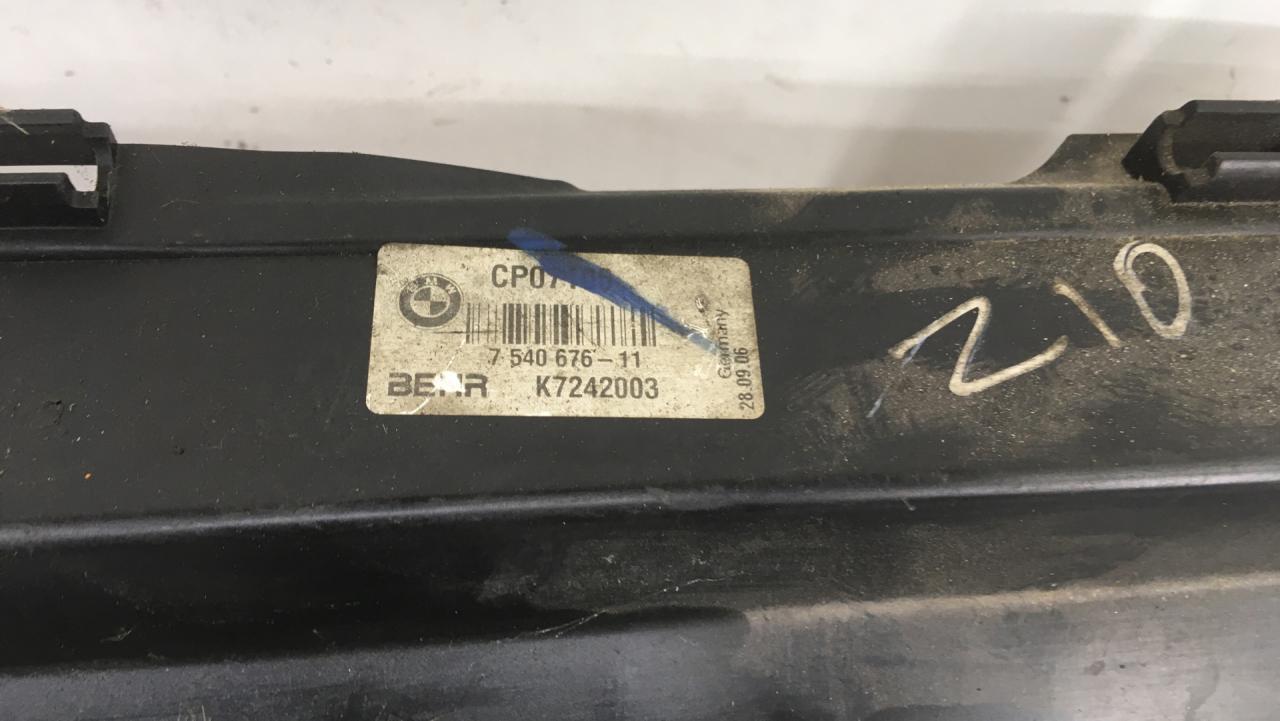 7 540 676-11
BEHR K7242003
Germany
28.09.06
210